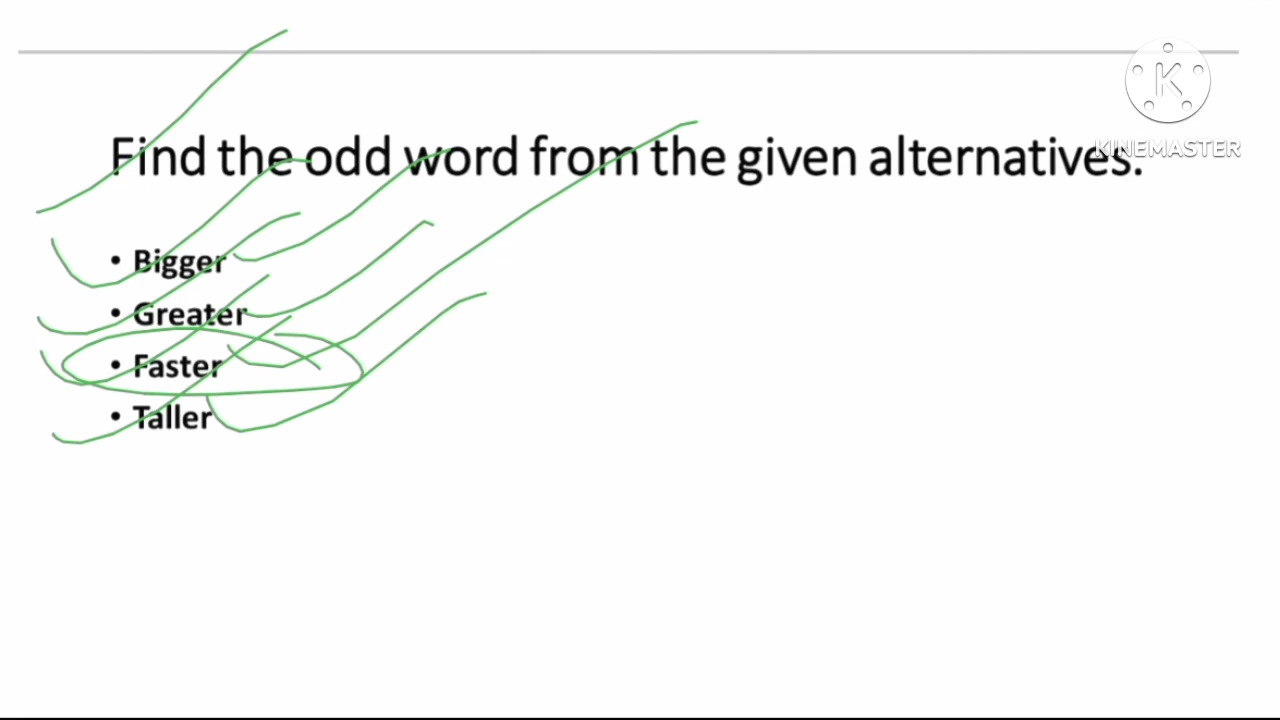 K
KINEMASTER
Find the odd word from the given alternatives.
• Bigger
• Greater
• Faster
• Taller